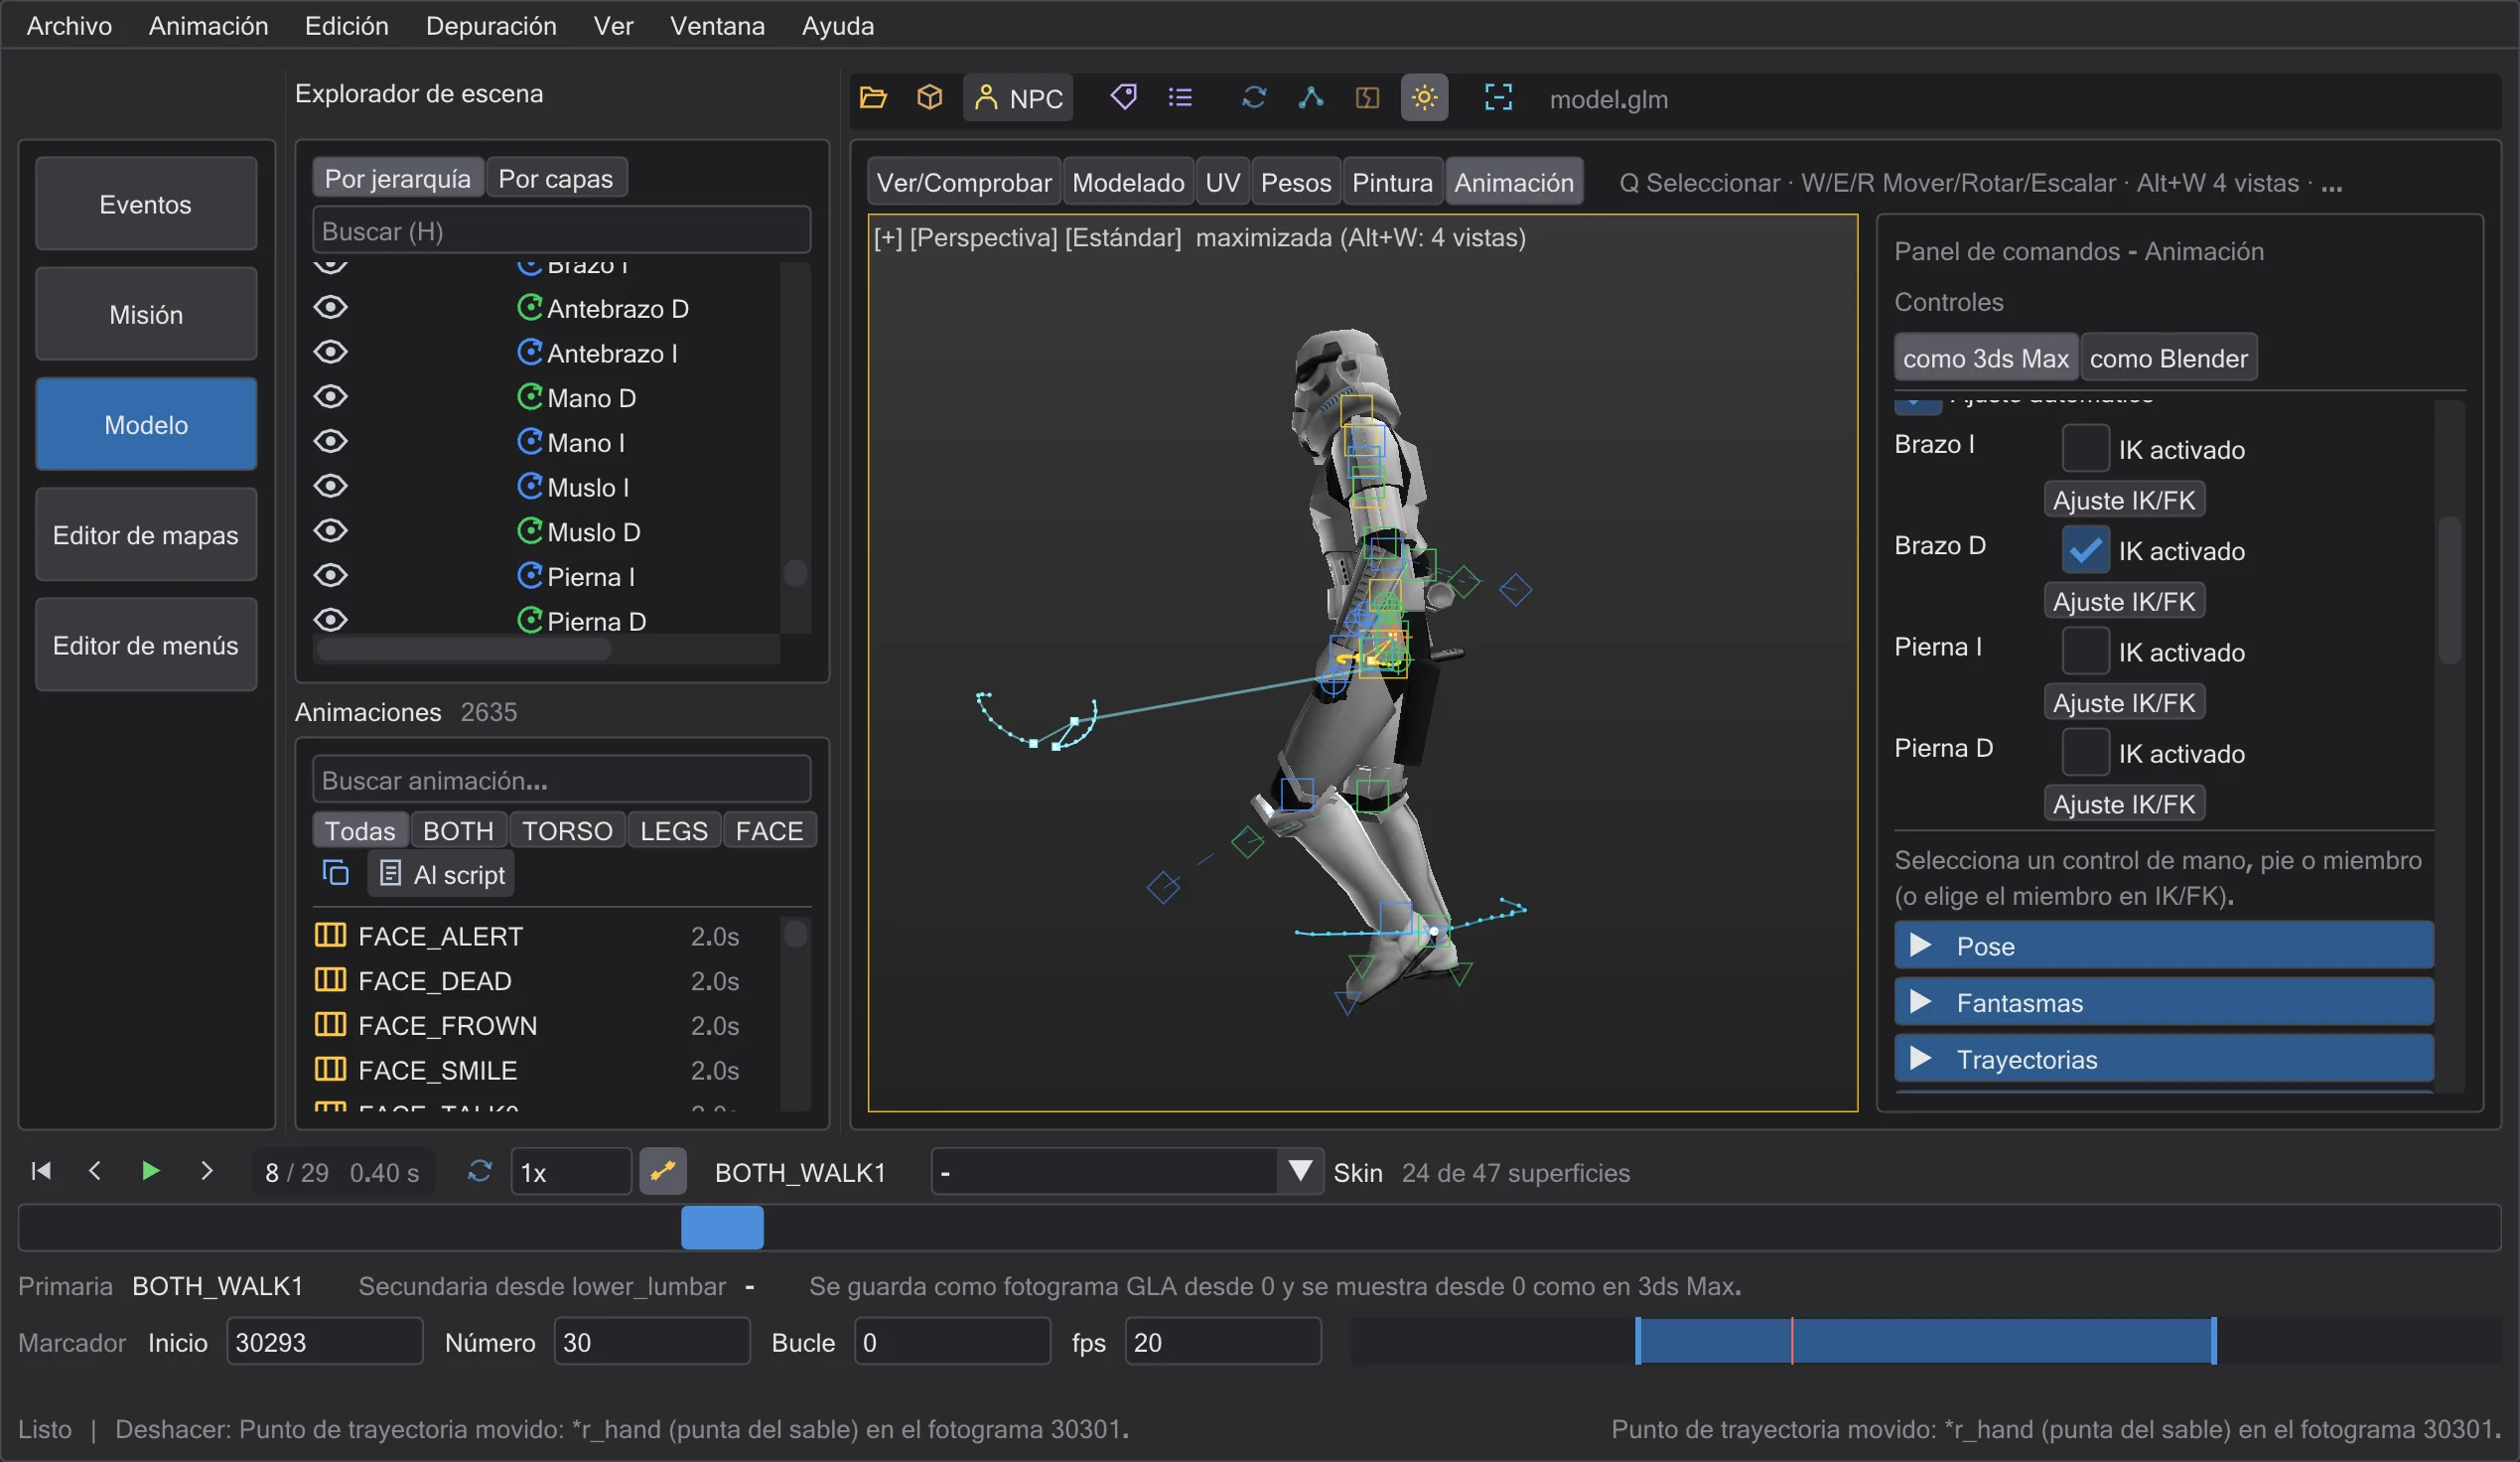 Archivo Animación Edición Depuración Ver Ventana Ayuda
Explorador de escena
NPC model.glm
Eventos
Misión
Modelo
Editor de mapas
Editor de menús
Por jerarquía Por capas
Buscar (H)
Brazo I
Antebrazo D
Antebrazo I
Mano D
Mano I
Muslo I
Muslo D
Pierna I
Pierna D
Animaciones 2635
Buscar animación...
Todas BOTH TORSO LEGS FACE
AI script
FACE_ALERT 2.0s
FACE_DEAD 2.0s
FACE_FROWN 2.0s
FACE_SMILE 2.0s
Ver/Comprobar Modelado UV Pesos Pintura Animación Q Seleccionar · W/E/R Mover/Rotar/Escalar · Alt+W 4 vistas · ...
[+] [Perspectiva] [Estándar] maximizada (Alt+W: 4 vistas)
Panel de comandos - Animación
Controles
como 3ds Max como Blender
Ajuste automático
Brazo I IK activado
Ajuste IK/FK
Brazo D IK activado
Ajuste IK/FK
Pierna I IK activado
Ajuste IK/FK
Pierna D IK activado
Ajuste IK/FK
Selecciona un control de mano, pie o miembro
(o elige el miembro en IK/FK).
Pose
Fantasmas
Trayectorias
8 / 29 0.40 s 1x BOTH_WALK1 - Skin 24 de 47 superficies
Primaria BOTH_WALK1 Secundaria desde lower_lumbar - Se guarda como fotograma GLA desde 0 y se muestra desde 0 como en 3ds Max.
Marcador Inicio 30293 Número 30 Bucle 0 fps 20
Listo | Deshacer: Punto de trayectoria movido: *r_hand (punta del sable) en el fotograma 30301.
Punto de trayectoria movido: *r_hand (punta del sable) en el fotograma 30301.